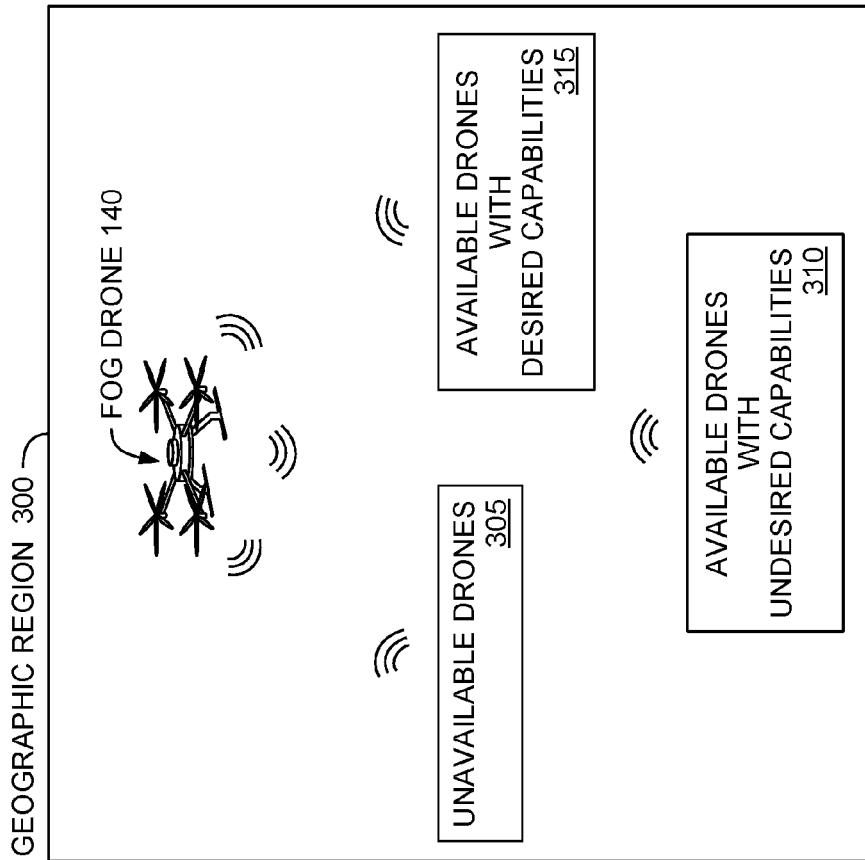 GEOGRAPHIC REGION 300
FOG DRONE 140
UNAVAILABLE DRONES
305
AVAILABLE DRONES
WITH
DESIRED CAPABILITIES
315
AVAILABLE DRONES
WITH
UNDESIRED CAPABILITIES
310